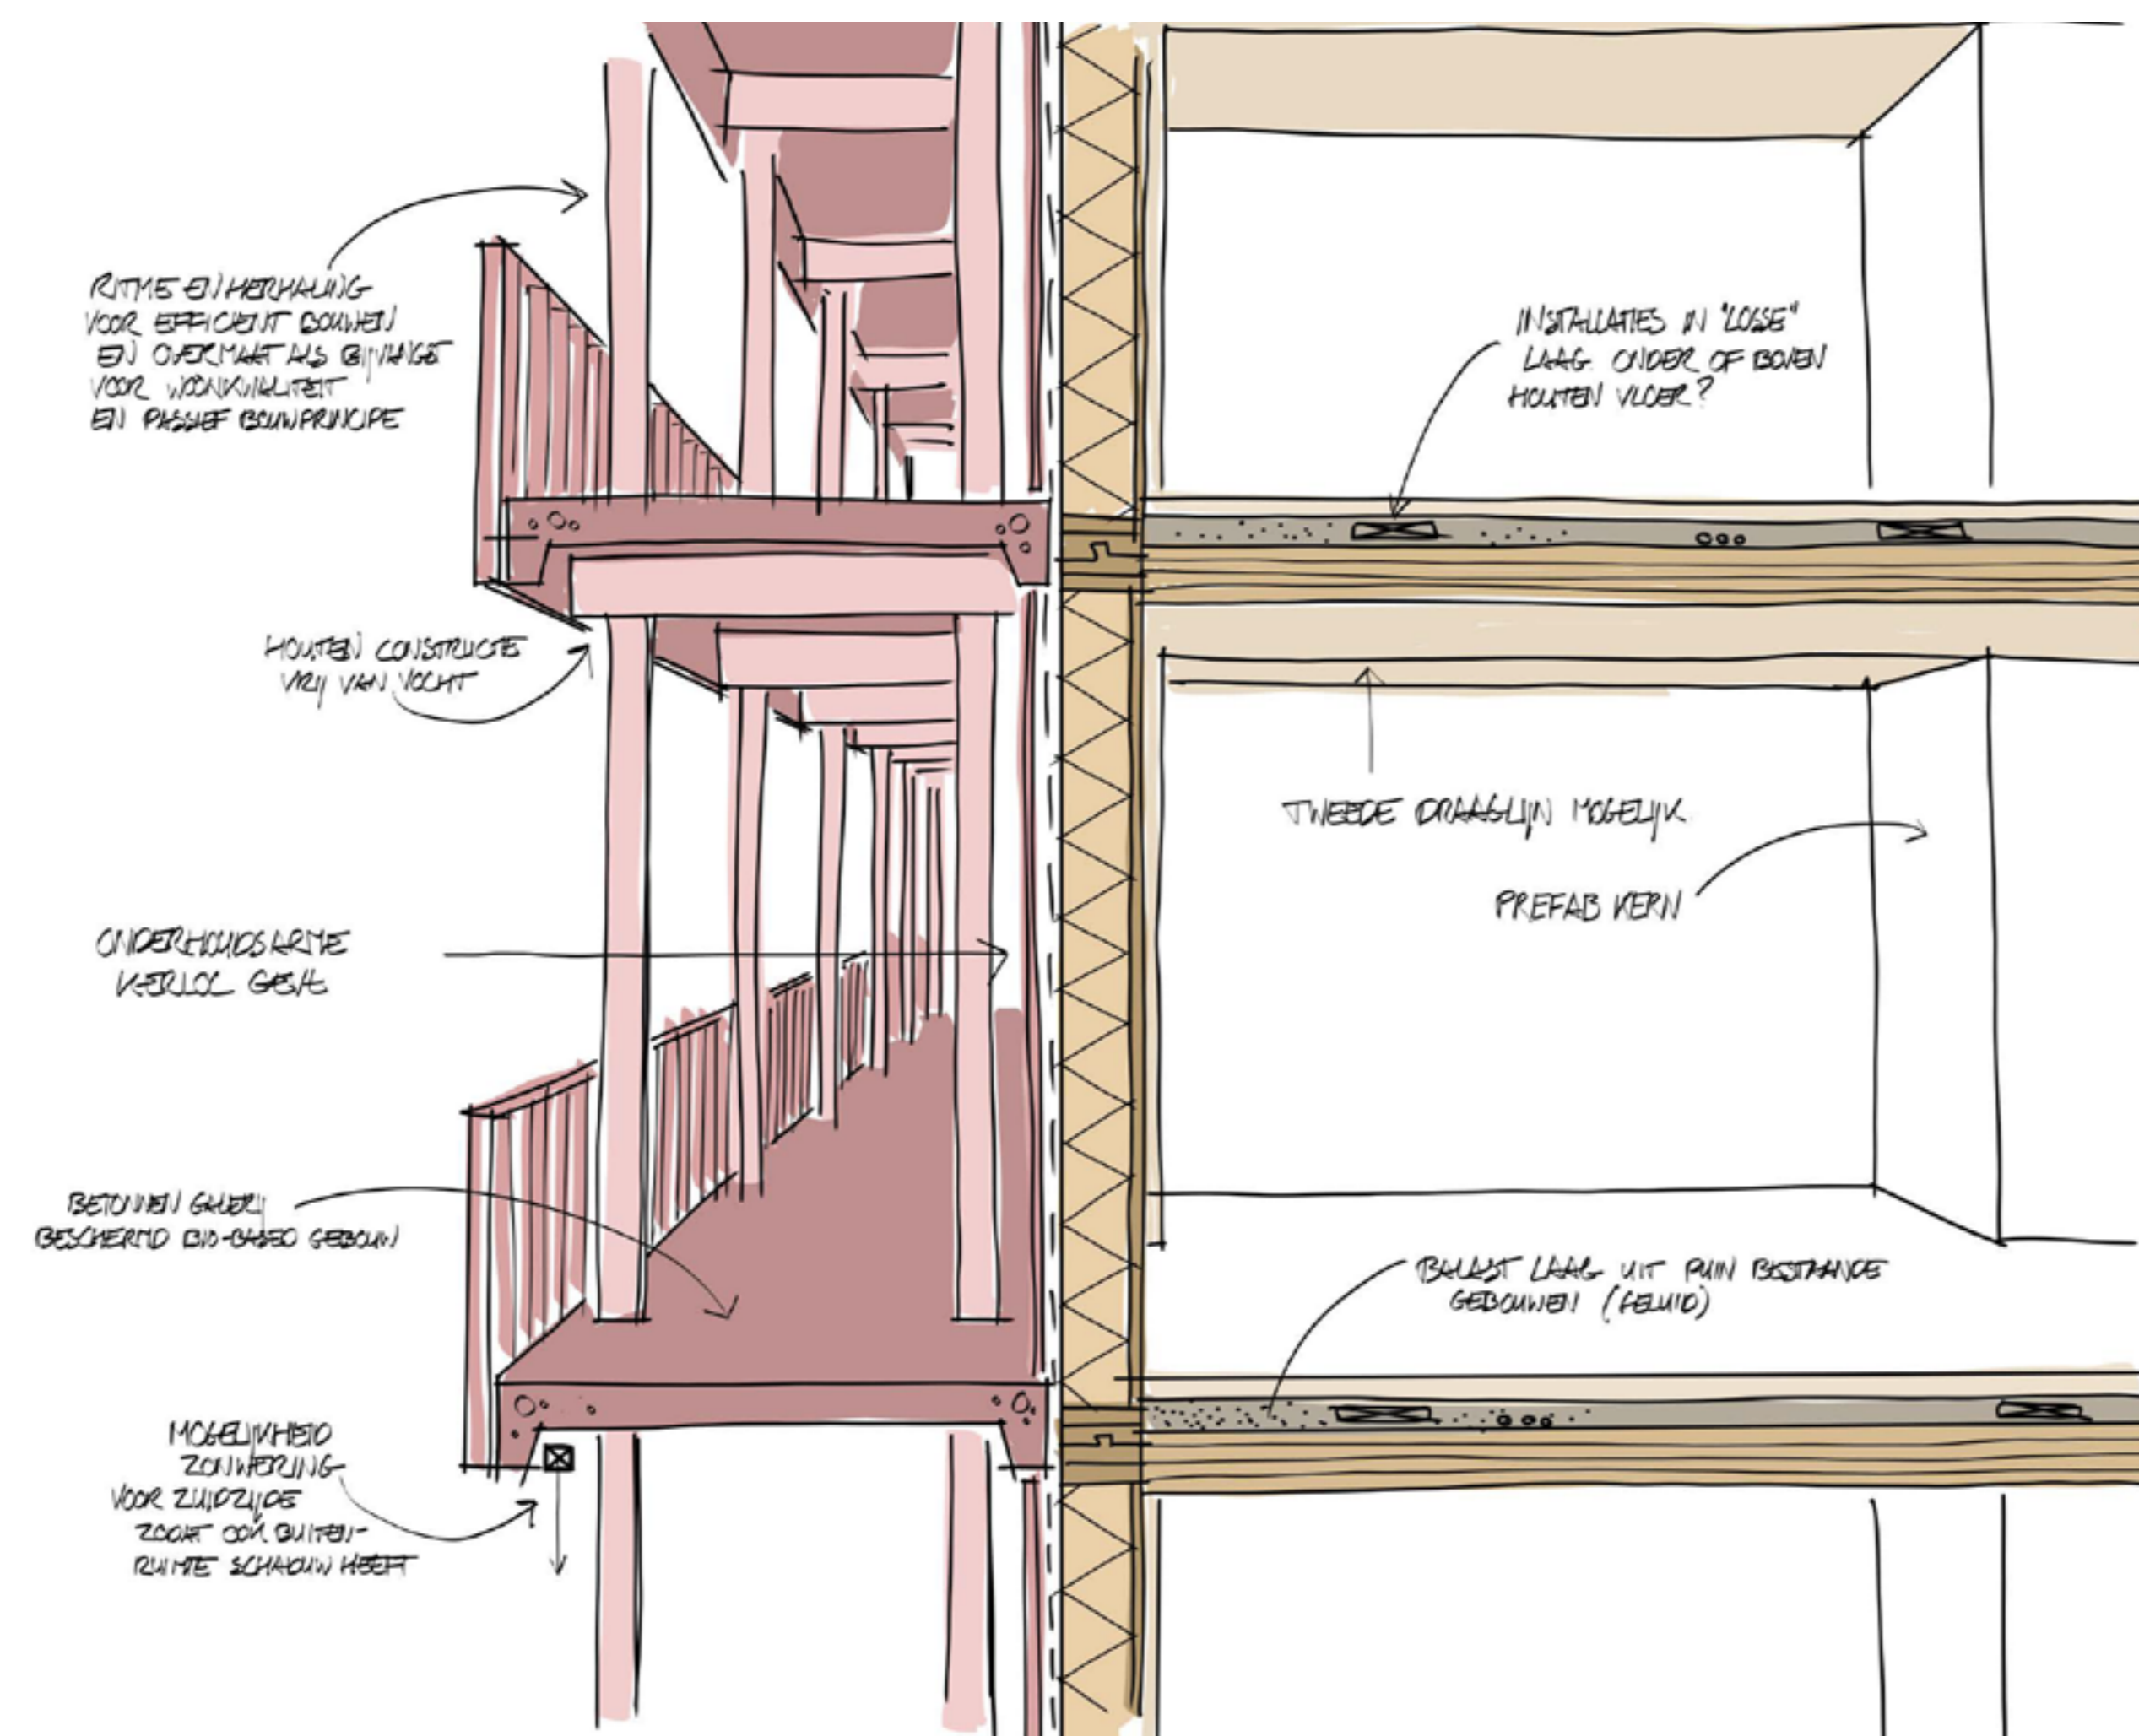 RITME EN HERHALING
VOOR EFFICIENT BOUWEN
EN OVERMAAT ALS BIJVANGST
VOOR WOONKWALITEIT
EN PASSIEF BOUWPRINCIPE
INSTALLATIES IN "LOSSE"
LAAG ONDER OF BOVEN
HOUTEN VLOER?
HOUTEN CONSTRUCTIE
VRIJ VAN VOCHT
TWEEDE DRAAGLIJN MOGELIJK
PREFAB KERN
ONDERHOUDSARME
BETONNEN GALERIJ
BESCHERMD BIO-BASED GEBOUW
BALAST LAAG UIT PUIN BESTAANDE
GEBOUWEN (GELUID)
MOGELIJKHEID
ZONWERING
VOOR ZUIDZIJDE
ZODAT OOK BUITEN-
RUIMTE SCHADUW HEEFT